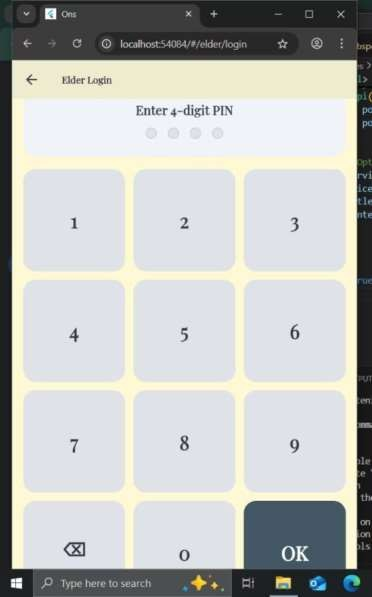 Ons
localhost:54084/#/elder/login
Elder Login
Enter 4-digit PIN
1 2 3
4 5 6
7 8 9
0 OK
Type here to search